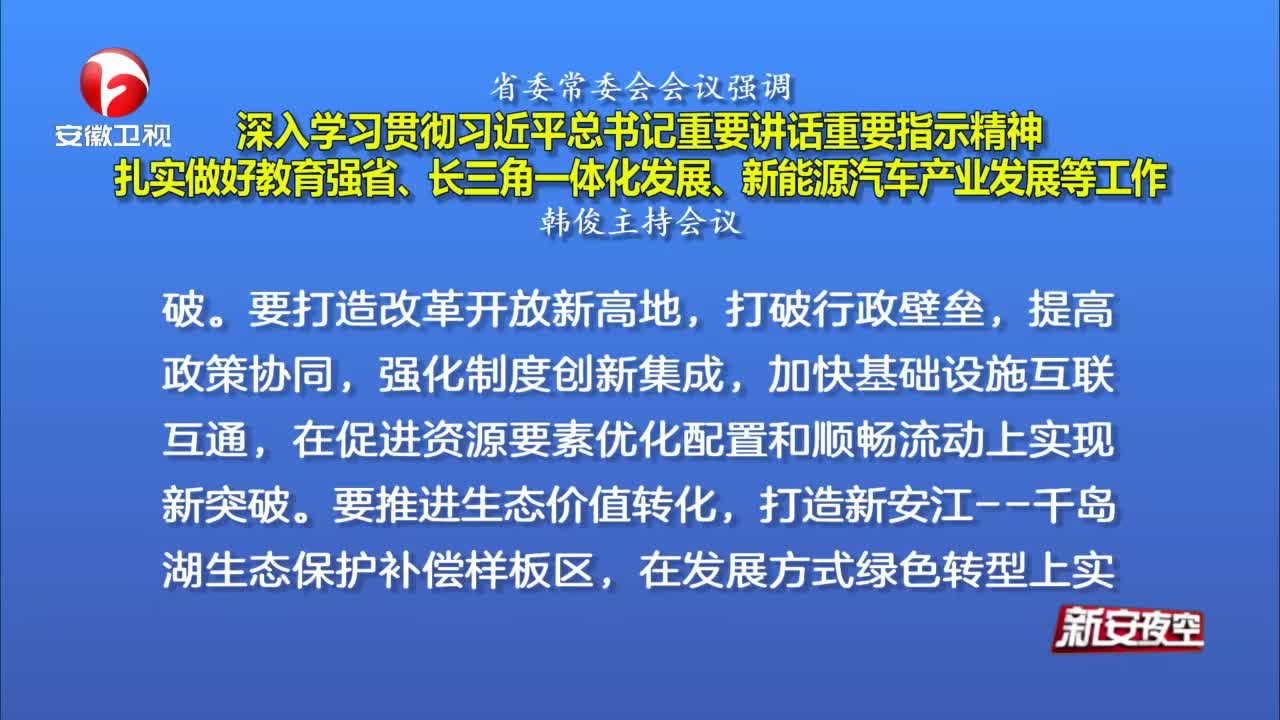 安徽卫视
省委常委会会议强调
深入学习贯彻习近平总书记重要讲话重要指示精神
扎实做好教育强省、长三角一体化发展、新能源汽车产业发展等工作
韩俊主持会议
破。要打造改革开放新高地，打破行政壁垒，提高
政策协同，强化制度创新集成，加快基础设施互联
互通，在促进资源要素优化配置和顺畅流动上实现
新突破。要推进生态价值转化，打造新安江--千岛
湖生态保护补偿样板区，在发展方式绿色转型上实
新安夜空